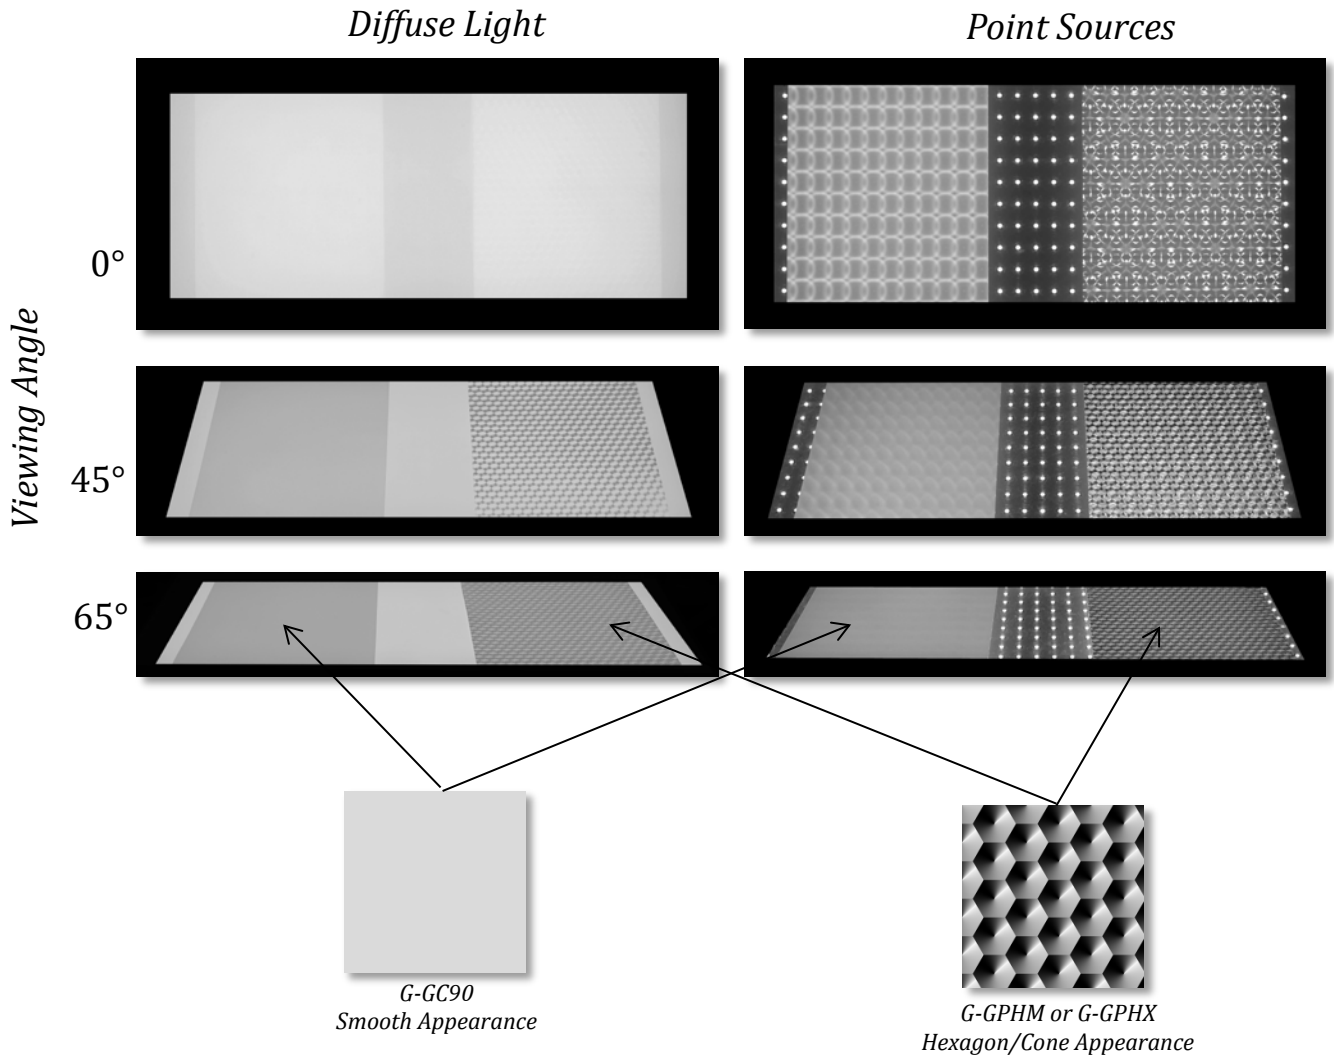 Diffuse Light
Point Sources
Viewing Angle
0°
45°
65°
G-GC90
Smooth Appearance
G-GPHM or G-GPHX
Hexagon/Cone Appearance